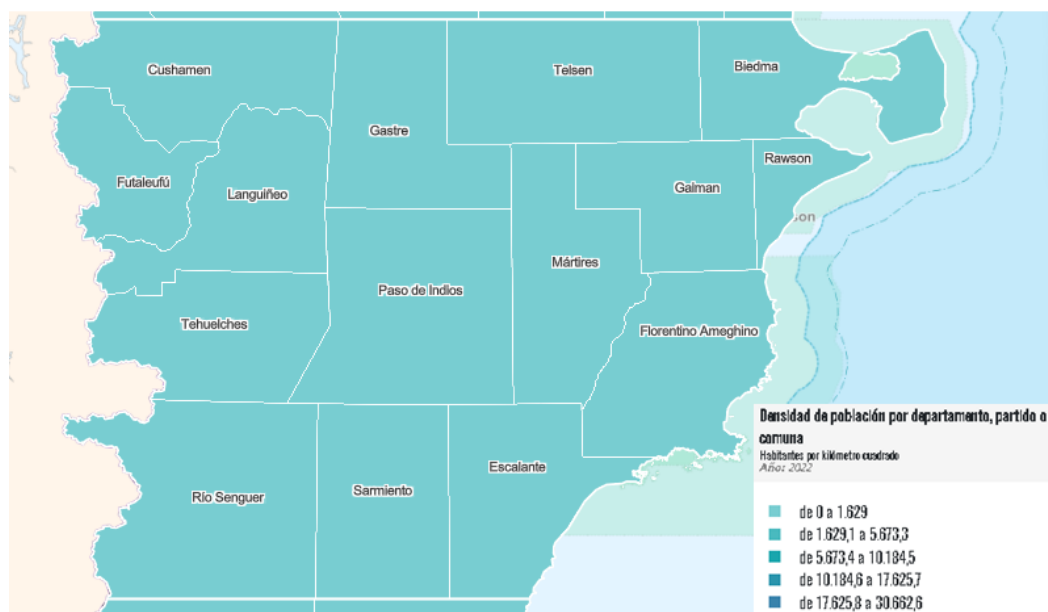 Cushamen
Telsen
Biedma
Gastre
Rawson
Futaleufú
Languiñeo
Gaiman
Mártires
Paso de Indios
Tehuelches
Florentino Ameghino
Escalante
Río Senguer
Sarmiento
Densidad de población por departamento, partido o
comuna
Habitantes por kilómetro cuadrado
Año: 2022
de 0 a 1.629
de 1.629,1 a 5.673,3
de 5.673,4 a 10.184,5
de 10.184,6 a 17.625,7
de 17.625,8 a 30.662,6